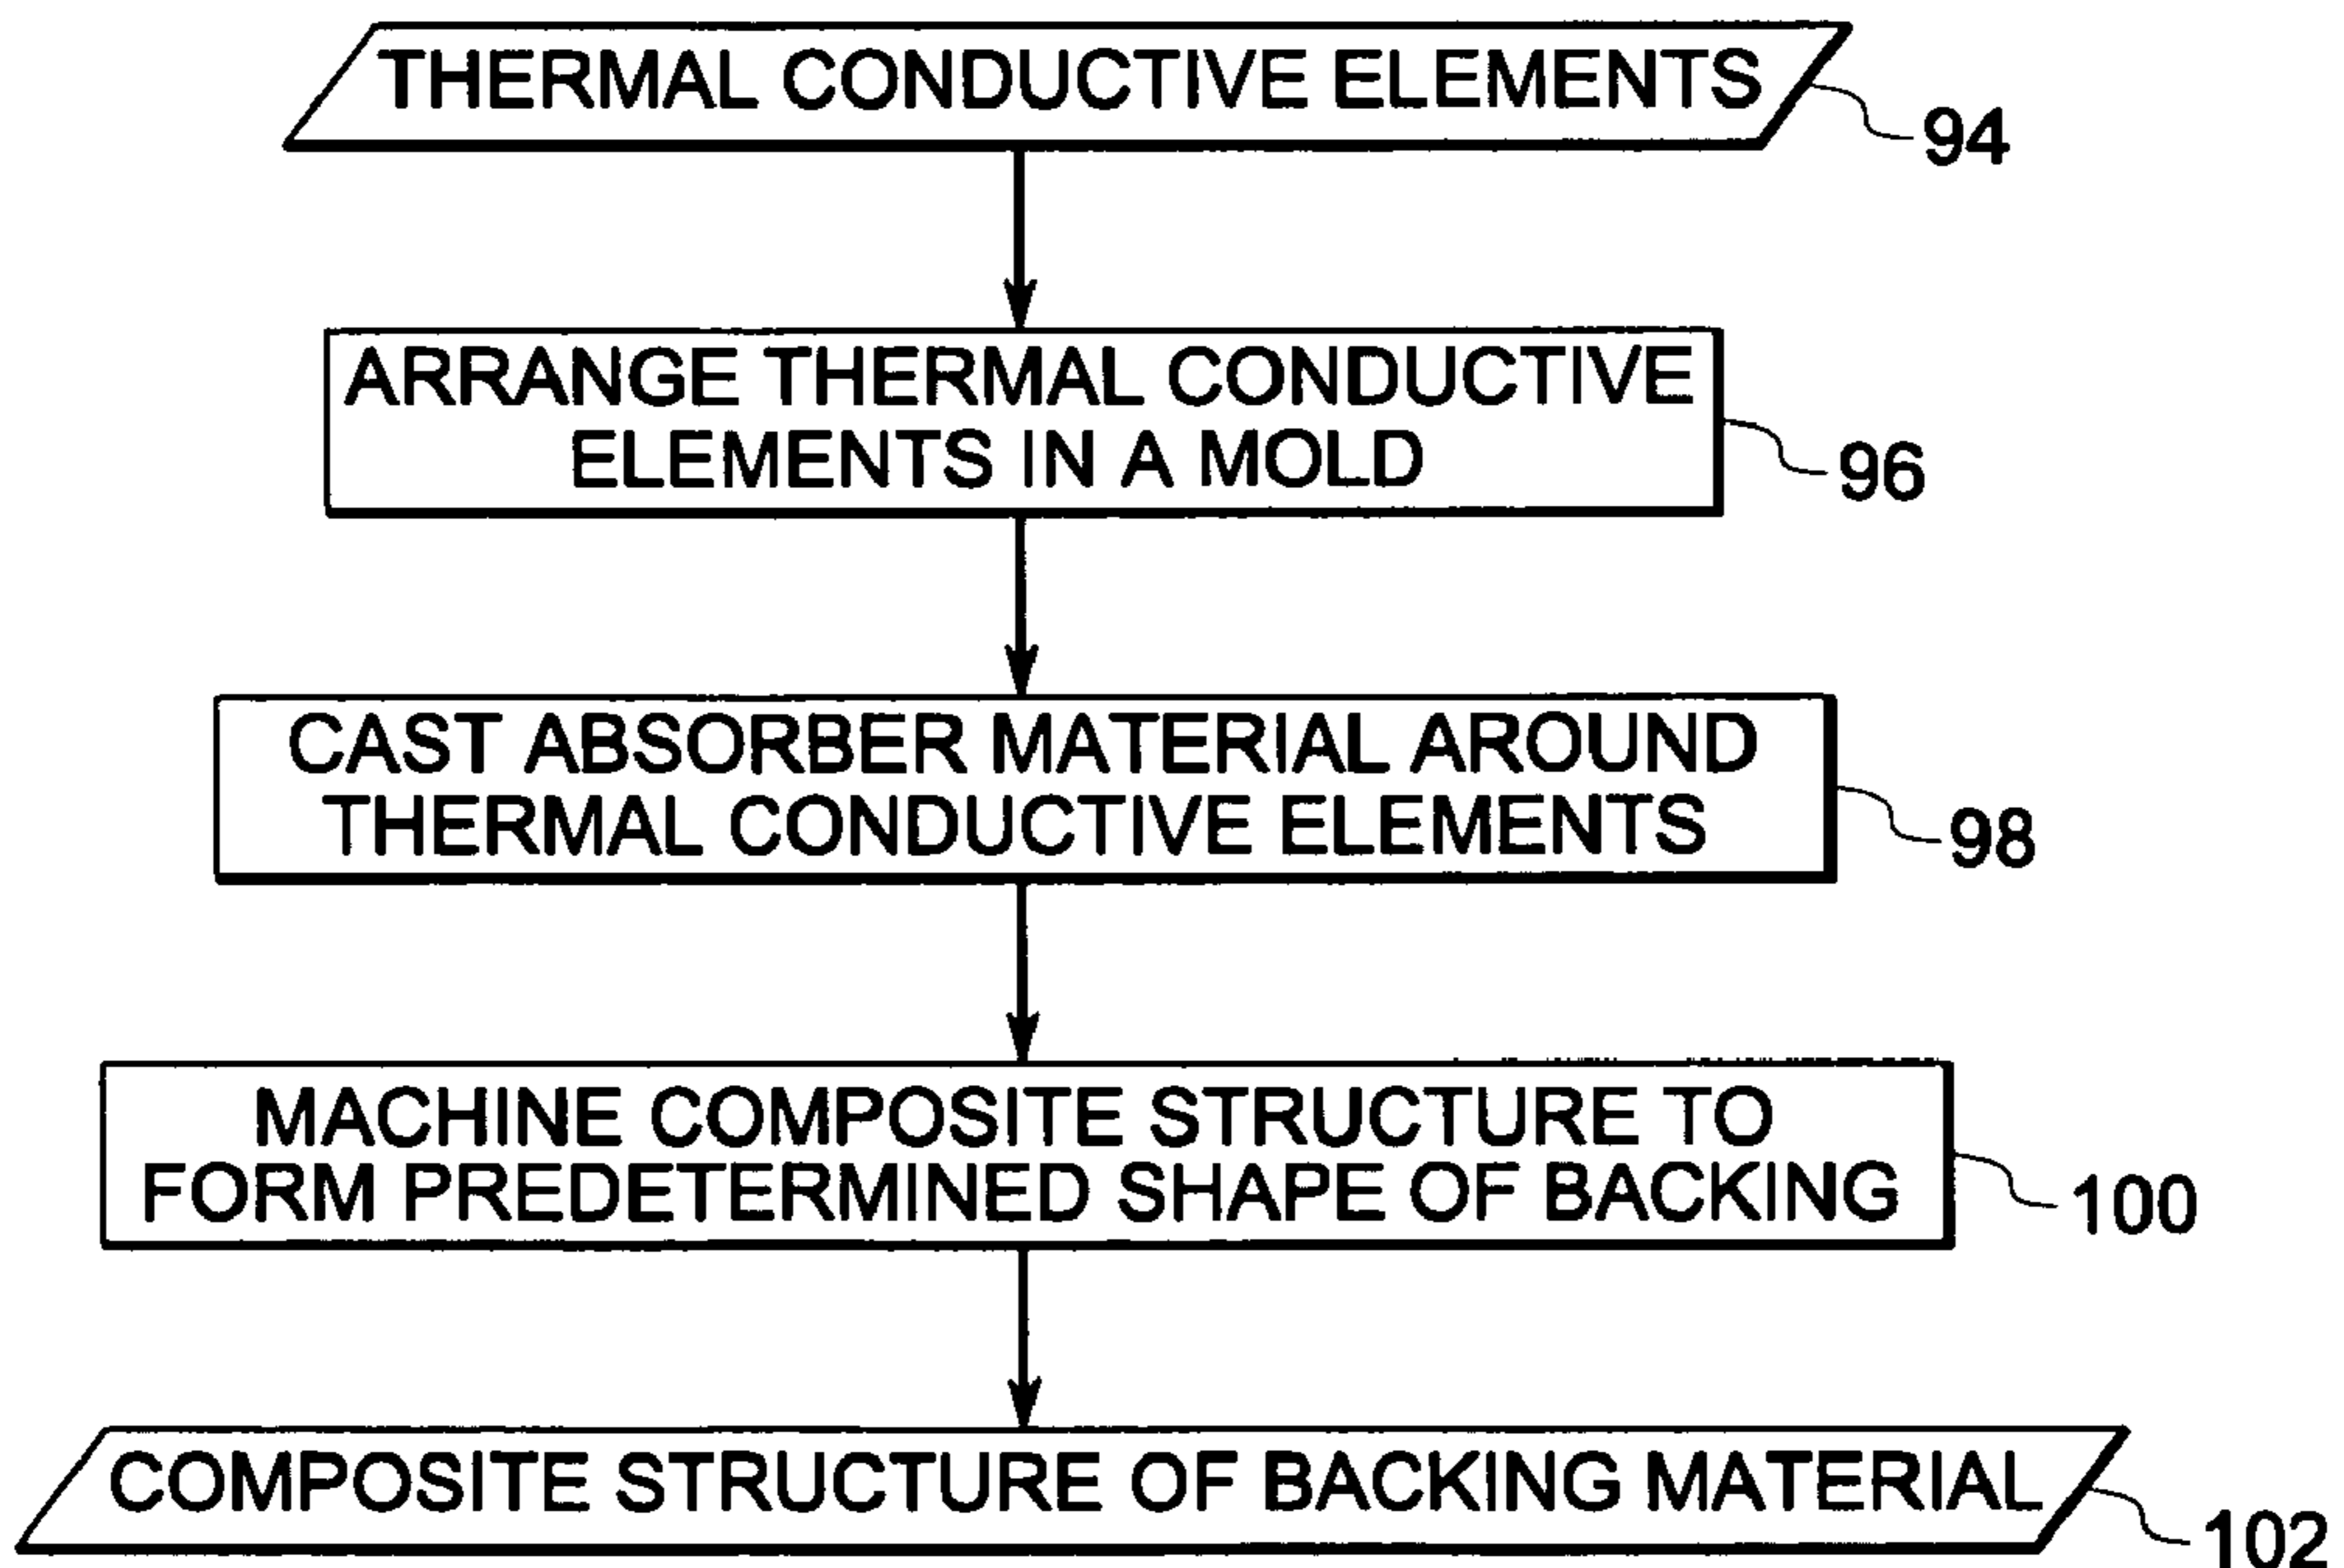 THERMAL CONDUCTIVE ELEMENTS
94
ARRANGE THERMAL CONDUCTIVE
ELEMENTS IN A MOLD
96
CAST ABSORBER MATERIAL AROUND
THERMAL CONDUCTIVE ELEMENTS
98
MACHINE COMPOSITE STRUCTURE TO
FORM PREDETERMINED SHAPE OF BACKING
100
COMPOSITE STRUCTURE OF BACKING MATERIAL
102